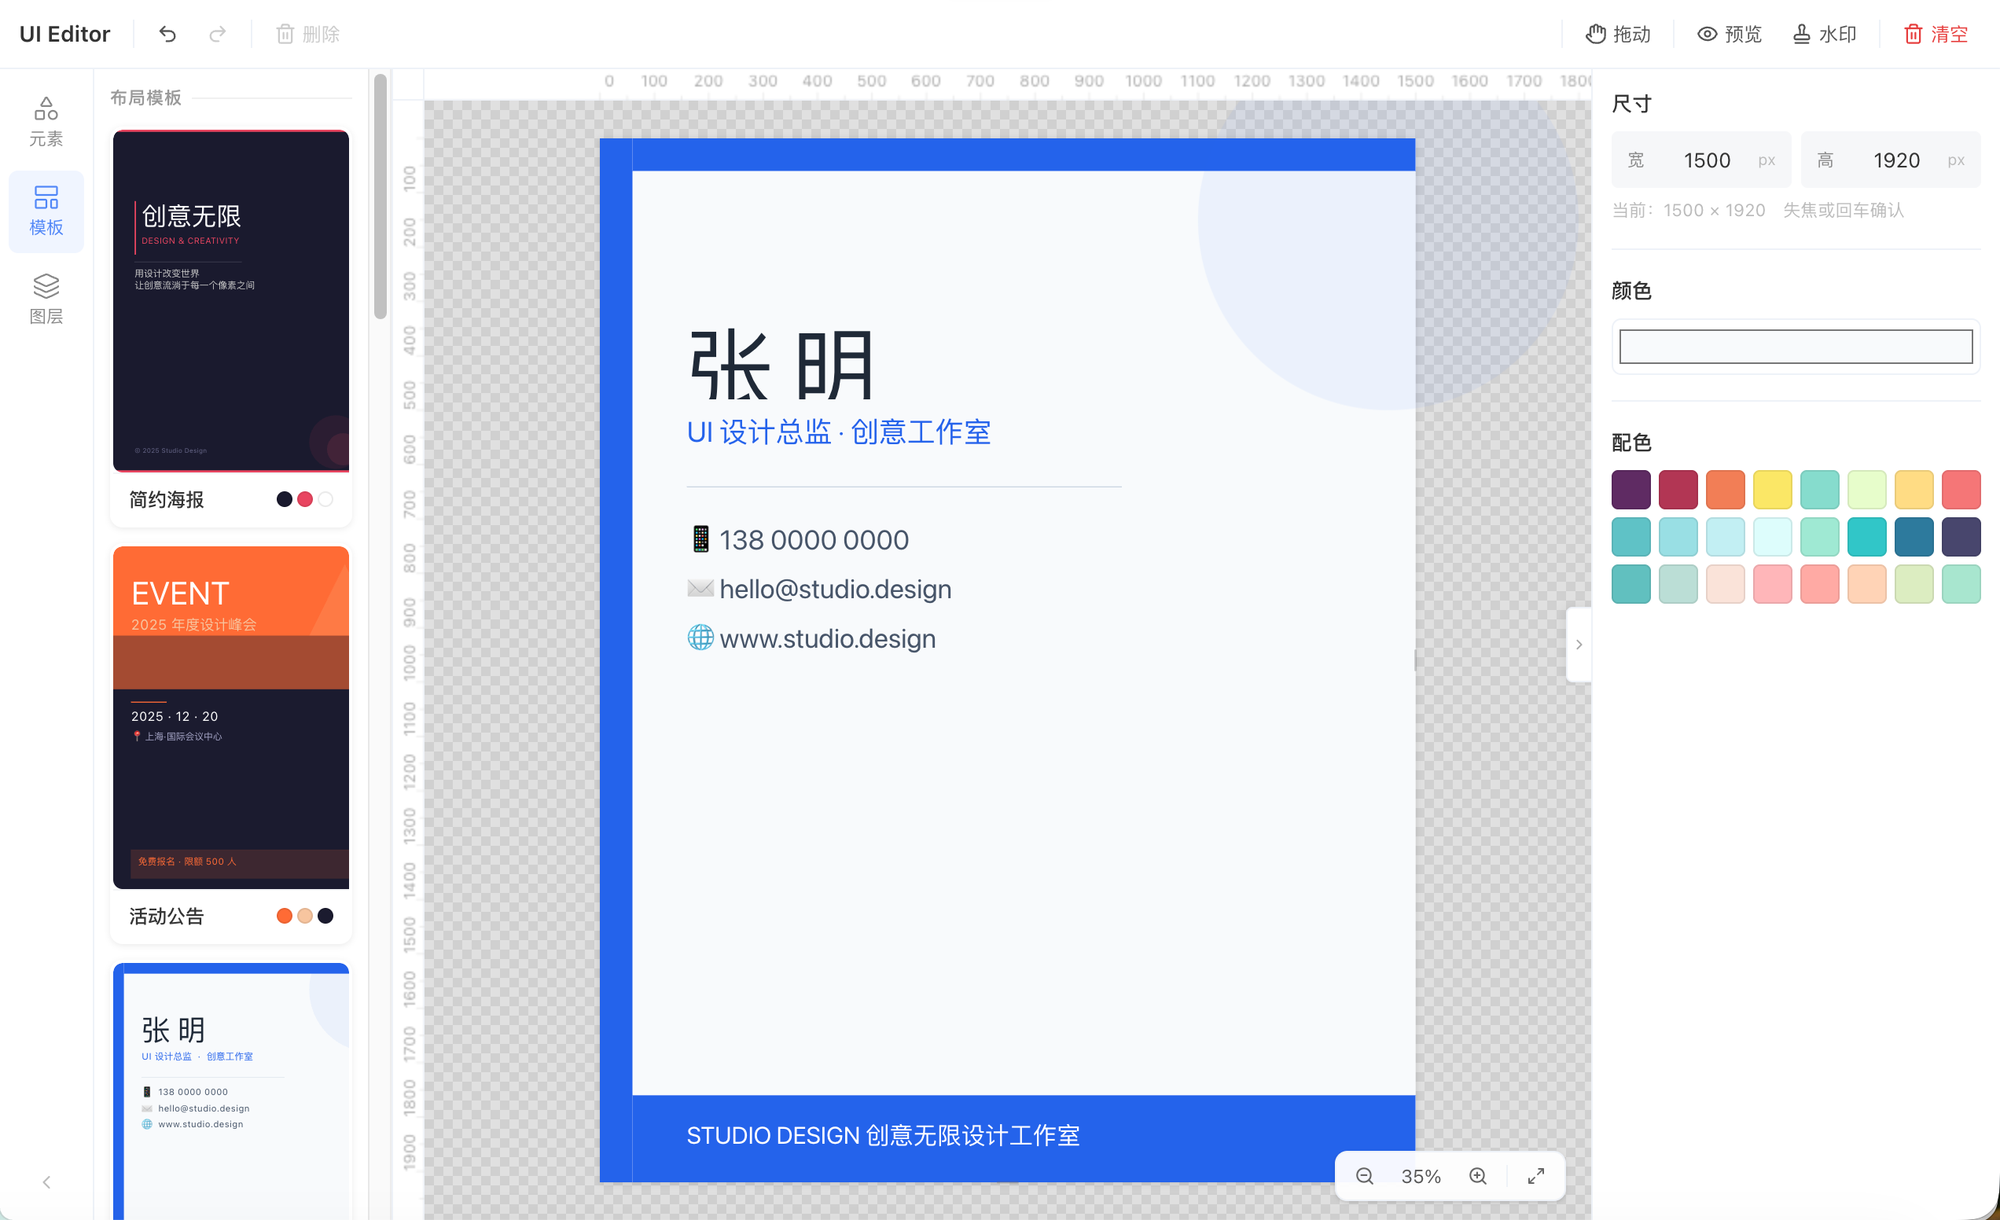 UI Editor
删除
拖动
预览
水印
清空
元素
模板
图层
布局模板
创意无限
DESIGN & CREATIVITY
用设计改变世界
让创意流淌于每一个像素之间
© 2025 Studio Design
简约海报
EVENT
2025 年度设计峰会
2025 · 12 · 20
上海·国际会议中心
免费报名 · 限额 500 人
活动公告
张 明
UI 设计总监 · 创意工作室
138 0000 0000
hello@studio.design
www.studio.design
0 100 200 300 400 500 600 700 800 900 1000 1100 1200 1300 1400 1500 1600 1700 1800
100
200
300
400
500
600
700
800
900
1000
1100
1200
1300
1400
1500
1600
1700
1800
1900
张 明
UI 设计总监 · 创意工作室
138 0000 0000
hello@studio.design
www.studio.design
STUDIO DESIGN 创意无限设计工作室
35%
尺寸
宽 1500 px 高 1920 px
当前: 1500 × 1920 失焦或回车确认
颜色
配色